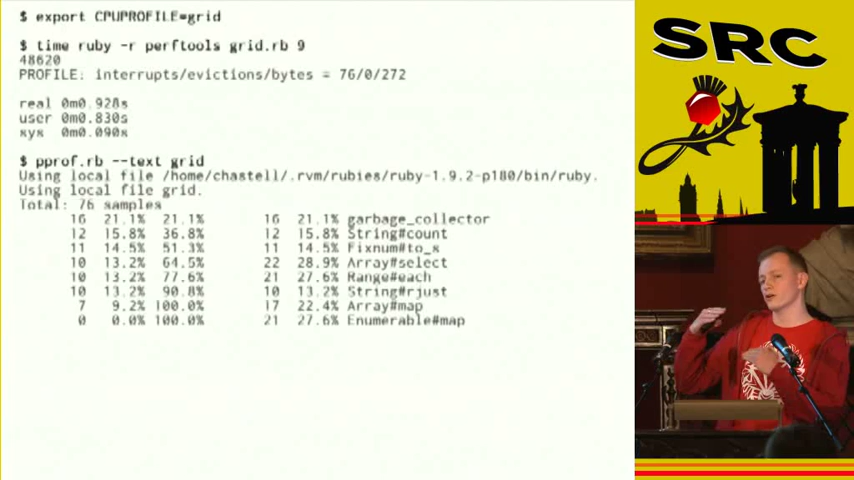 $ export CPUPROFILE=grid
$ time ruby -r perftools grid.rb 9
48620
PROFILE: interrupts/evictions/bytes = 76/0/272
real 0m0.928s
user 0m0.830s
sys 0m0.090s
$ pprof.rb --text grid
Using local file /home/chastell/.rvm/rubies/ruby-1.9.2-p180/bin/ruby.
Using local file grid.
Total: 76 samples
16 21.1% 21.1% 16 21.1% garbage_collector
12 15.8% 36.8% 12 15.8% String#count
11 14.5% 51.3% 11 14.5% Fixnum#to_s
10 13.2% 64.5% 22 28.9% Array#select
10 13.2% 77.6% 21 27.6% Range#each
10 13.2% 90.8% 10 13.2% String#rjust
7 9.2% 100.0% 17 22.4% Array#map
0 0.0% 100.0% 21 27.6% Enumerable#map
SRC